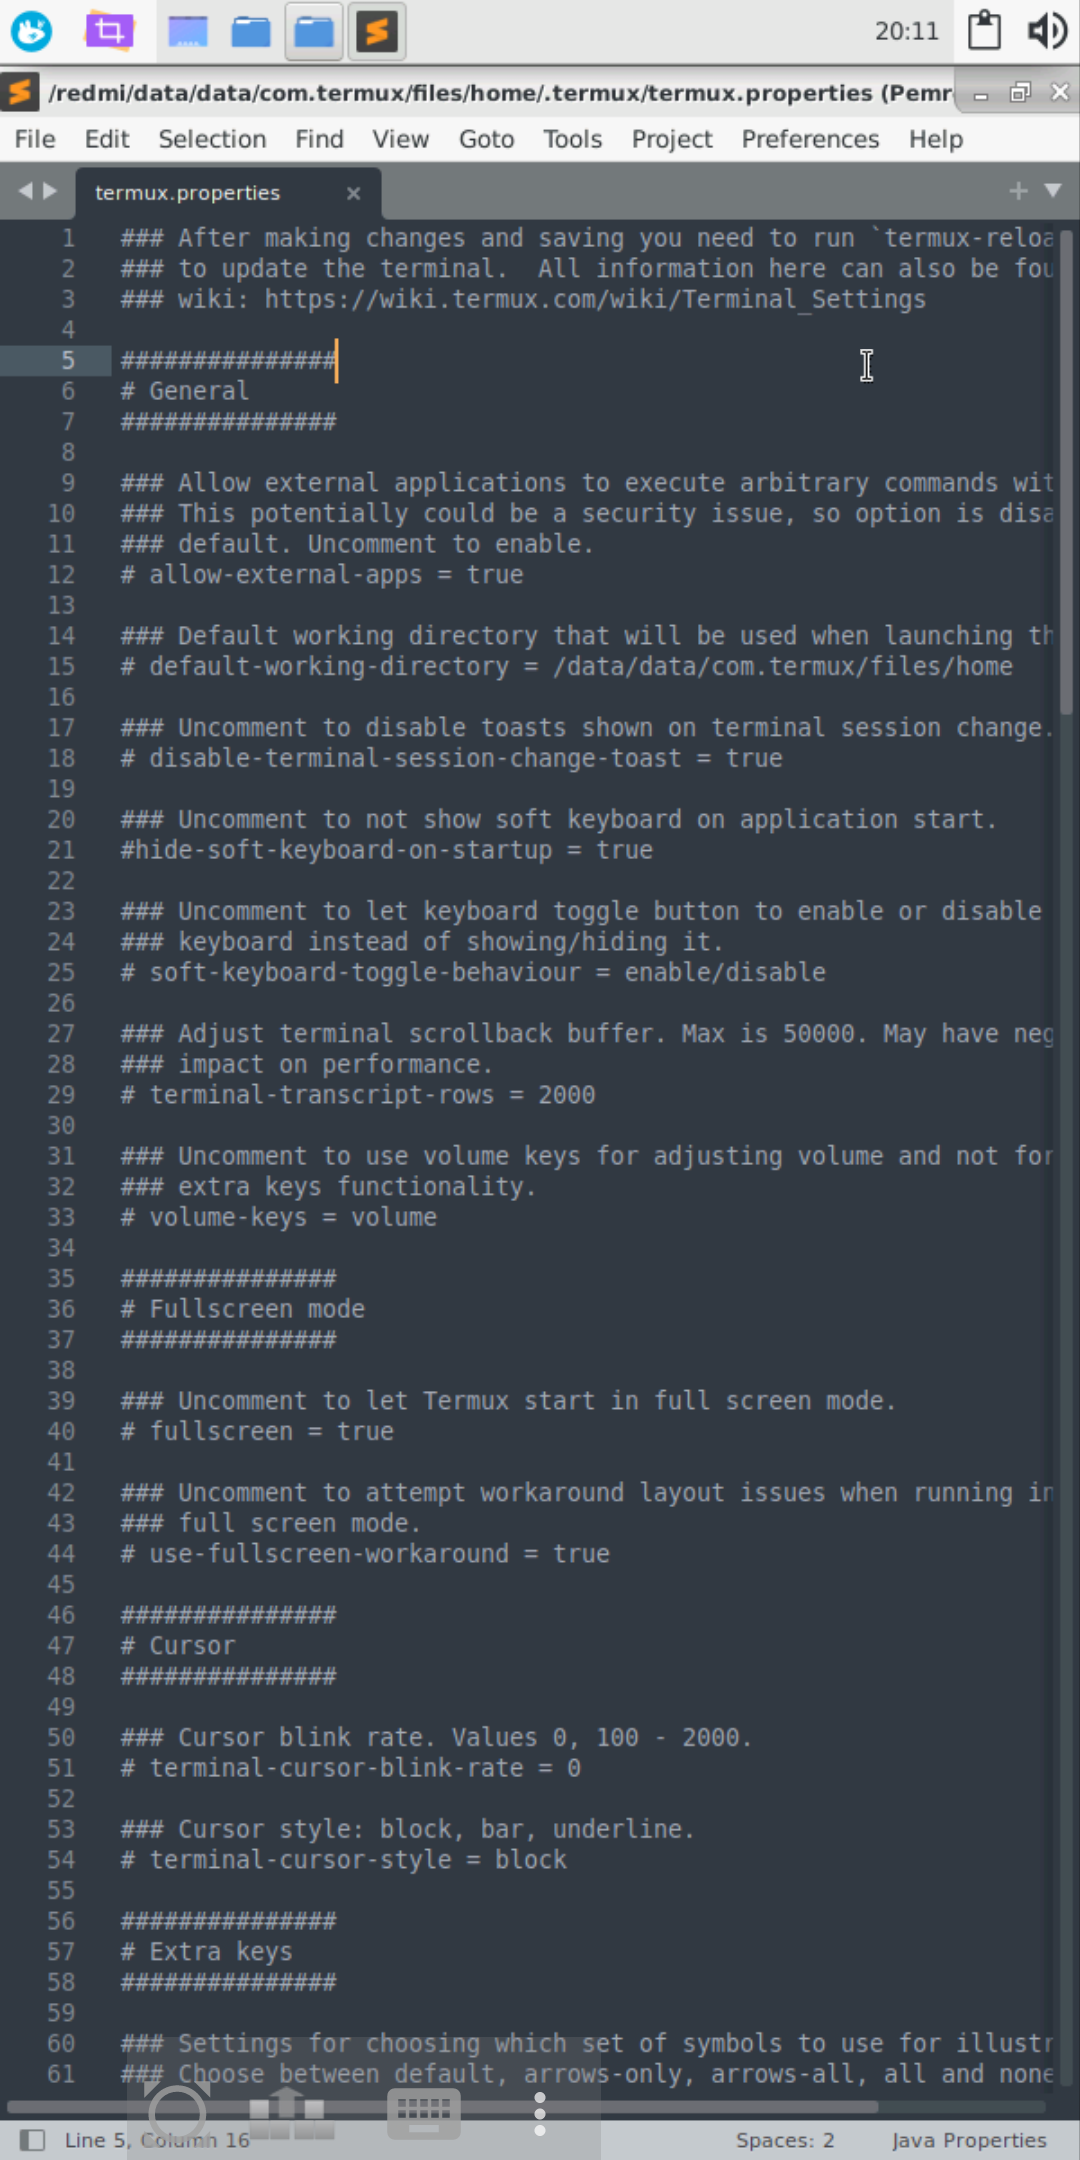 20:11
/redmi/data/data/com.termux/files/home/.termux/termux.properties (Pemr
File Edit Selection Find View Goto Tools Project Preferences Help
termux.properties
1 ### After making changes and saving you need to run `termux-reloa
2 ### to update the terminal.  All information here can also be fou
3 ### wiki: https://wiki.termux.com/wiki/Terminal_Settings
4
5 ###############
6 # General
7 ###############
8
9 ### Allow external applications to execute arbitrary commands wit
10 ### This potentially could be a security issue, so option is disa
11 ### default. Uncomment to enable.
12 # allow-external-apps = true
13
14 ### Default working directory that will be used when launching th
15 # default-working-directory = /data/data/com.termux/files/home
16
17 ### Uncomment to disable toasts shown on terminal session change.
18 # disable-terminal-session-change-toast = true
19
20 ### Uncomment to not show soft keyboard on application start.
21 #hide-soft-keyboard-on-startup = true
22
23 ### Uncomment to let keyboard toggle button to enable or disable
24 ### keyboard instead of showing/hiding it.
25 # soft-keyboard-toggle-behaviour = enable/disable
26
27 ### Adjust terminal scrollback buffer. Max is 50000. May have neg
28 ### impact on performance.
29 # terminal-transcript-rows = 2000
30
31 ### Uncomment to use volume keys for adjusting volume and not for
32 ### extra keys functionality.
33 # volume-keys = volume
34
35 ###############
36 # Fullscreen mode
37 ###############
38
39 ### Uncomment to let Termux start in full screen mode.
40 # fullscreen = true
41
42 ### Uncomment to attempt workaround layout issues when running in
43 ### full screen mode.
44 # use-fullscreen-workaround = true
45
46 ###############
47 # Cursor
48 ###############
49
50 ### Cursor blink rate. Values 0, 100 - 2000.
51 # terminal-cursor-blink-rate = 0
52
53 ### Cursor style: block, bar, underline.
54 # terminal-cursor-style = block
55
56 ###############
57 # Extra keys
58 ###############
59
60 ### Settings for choosing which set of symbols to use for illustr
61 ### Choose between default, arrows-only, arrows-all, all and none
Line 5, Column 16 Spaces: 2 Java Properties